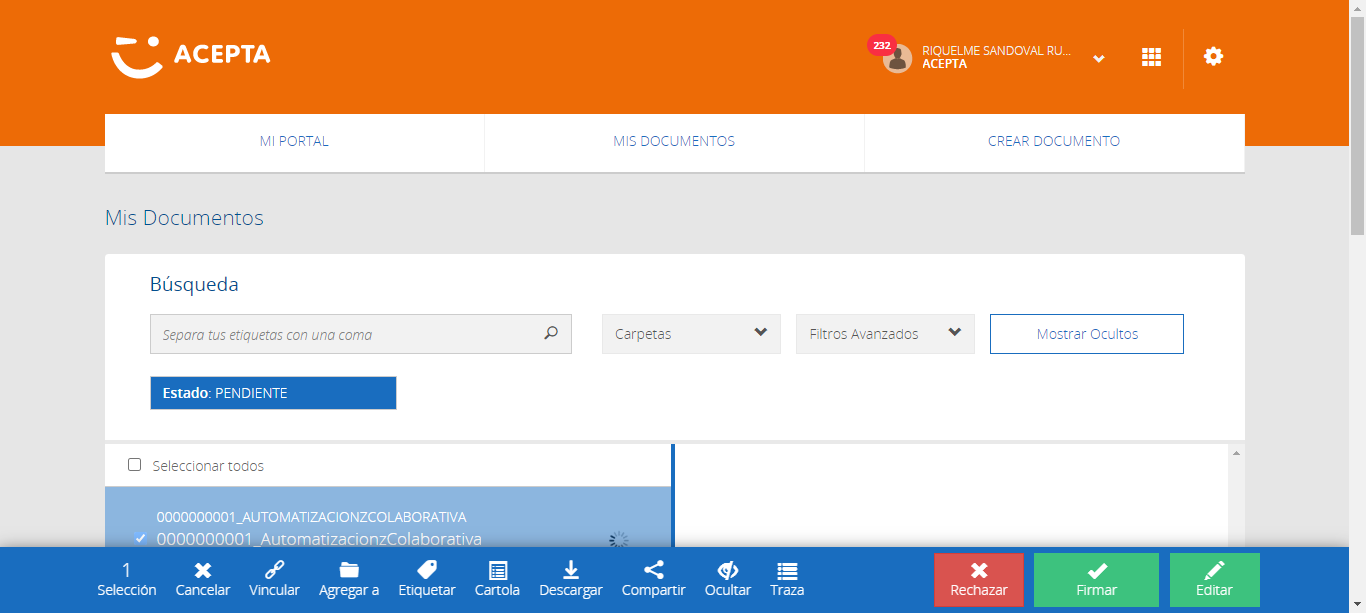 ACEPTA
232
RIQUELME SANDOVAL RU...
ACEPTA
MI PORTAL
MIS DOCUMENTOS
CREAR DOCUMENTO
Mis Documentos
Búsqueda
Separa tus etiquetas con una coma
Carpetas
Filtros Avanzados
Mostrar Ocultos
Estado: PENDIENTE
Seleccionar todos
0000000001_AUTOMATIZACIONZCOLABORATIVA
0000000001_AutomatizacionzColaborativa
1
Selección
Cancelar
Vincular
Agregar a
Etiquetar
Cartola
Descargar
Compartir
Ocultar
Traza
Rechazar
Firmar
Editar